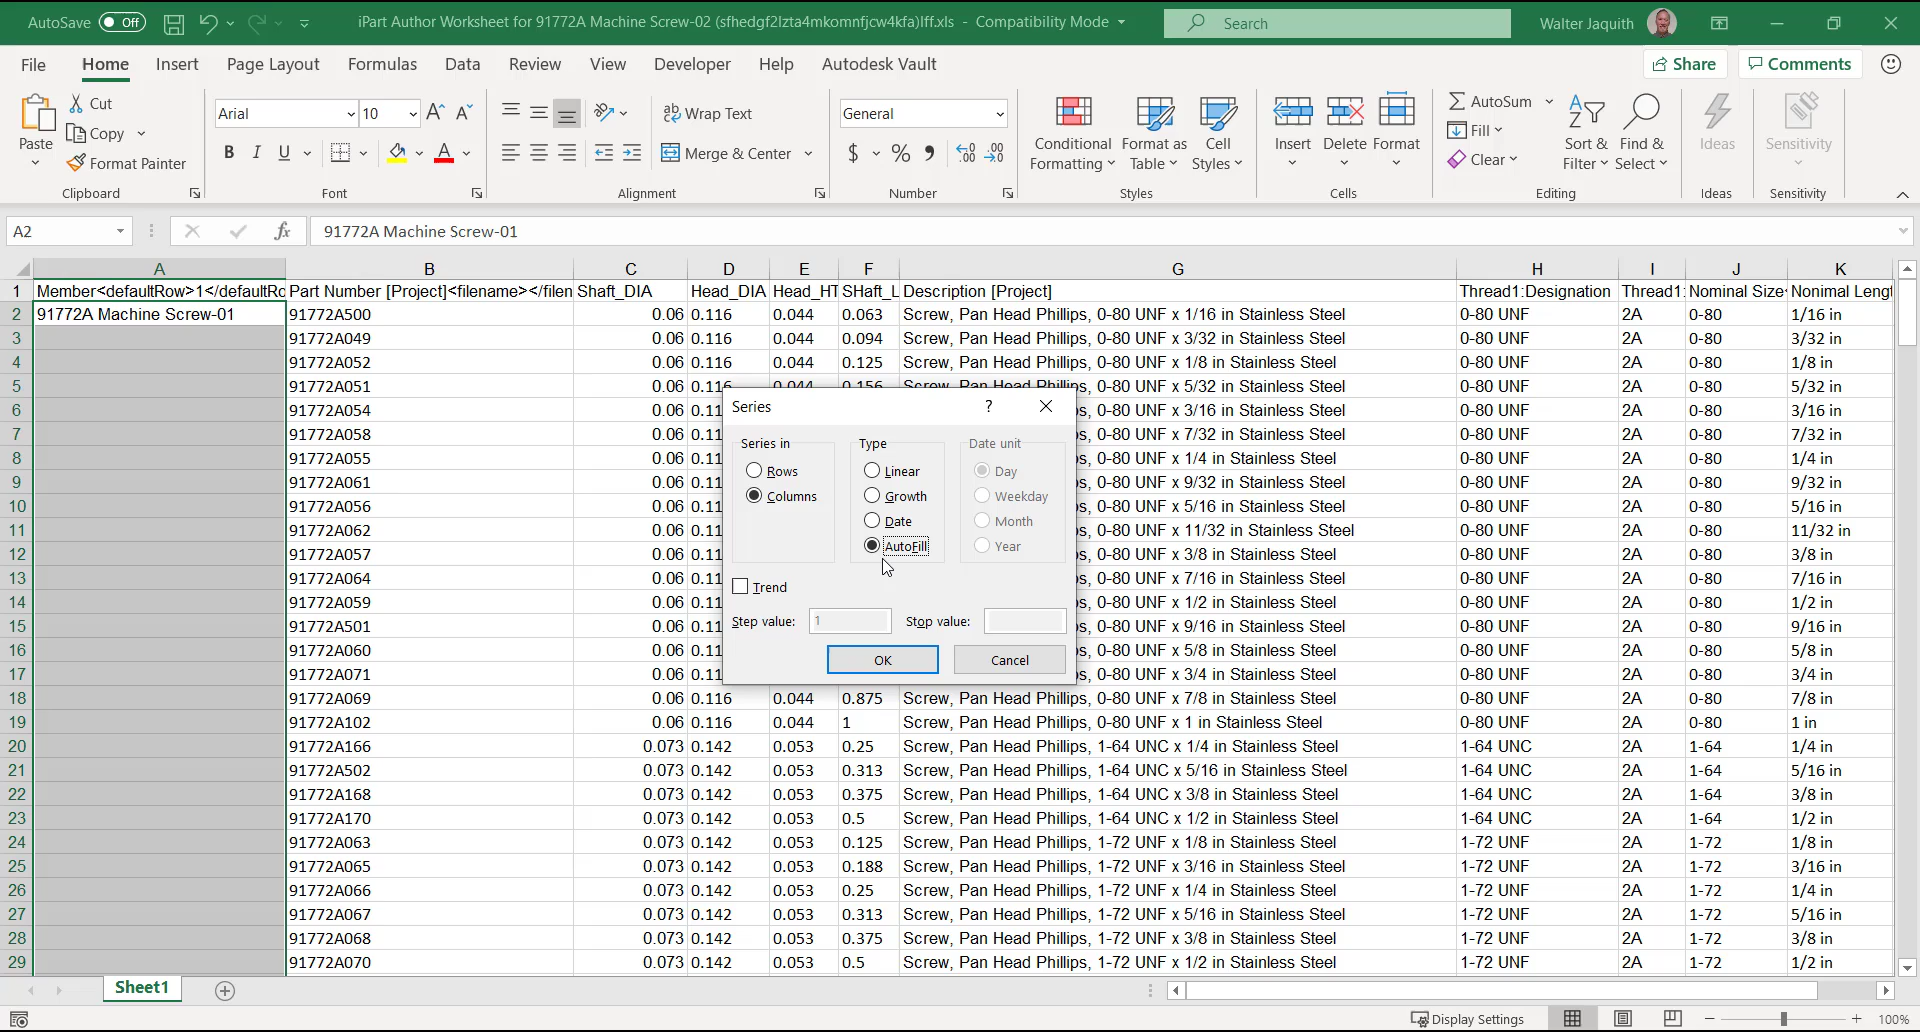 AutoSave Off iPart Author Worksheet for 91772A Machine Screw-02 (sfhedgf2lzta4mkomnfjcw4kfa)lff.xls - Compatibility Mode Search Walter Jaquith
File Home Insert Page Layout Formulas Data Review View Developer Help Autodesk Vault Share Comments
Paste Cut Copy Format Painter
Clipboard
Arial 10
B I U A
Font
Wrap Text
Merge & Center
Alignment
General
$ %
Number
Conditional Formatting Format as Table Cell Styles
Styles
Insert Delete Format
Cells
AutoSum Fill Clear Sort & Filter Find & Select
Editing
Ideas
Ideas
Sensitivity
Sensitivity
A2 fx 91772A Machine Screw-01
A B C D E F G H I J K
1 Member<defaultRow>1</defaultRo Part Number [Project]<filename></filen Shaft_DIA Head_DIA Head_HT SHaft_L Description [Project] Thread1:Designation Thread1: Nominal Size< Nonimal Lengt
2 91772A Machine Screw-01 91772A500 0.06 0.116 0.044 0.063 Screw, Pan Head Phillips, 0-80 UNF x 1/16 in Stainless Steel 0-80 UNF 2A 0-80 1/16 in
3 91772A049 0.06 0.116 0.044 0.094 Screw, Pan Head Phillips, 0-80 UNF x 3/32 in Stainless Steel 0-80 UNF 2A 0-80 3/32 in
4 91772A052 0.06 0.116 0.044 0.125 Screw, Pan Head Phillips, 0-80 UNF x 1/8 in Stainless Steel 0-80 UNF 2A 0-80 1/8 in
5 91772A051 0.06 0.116 0.044 0.156 Screw, Pan Head Phillips, 0-80 UNF x 5/32 in Stainless Steel 0-80 UNF 2A 0-80 5/32 in
6 91772A054 0.06 0.11 ps, 0-80 UNF x 3/16 in Stainless Steel 0-80 UNF 2A 0-80 3/16 in
7 91772A058 0.06 0.11 ps, 0-80 UNF x 7/32 in Stainless Steel 0-80 UNF 2A 0-80 7/32 in
8 91772A055 0.06 0.11 ps, 0-80 UNF x 1/4 in Stainless Steel 0-80 UNF 2A 0-80 1/4 in
9 91772A061 0.06 0.11 ps, 0-80 UNF x 9/32 in Stainless Steel 0-80 UNF 2A 0-80 9/32 in
10 91772A056 0.06 0.11 ps, 0-80 UNF x 5/16 in Stainless Steel 0-80 UNF 2A 0-80 5/16 in
11 91772A062 0.06 0.11 ps, 0-80 UNF x 11/32 in Stainless Steel 0-80 UNF 2A 0-80 11/32 in
12 91772A057 0.06 0.11 ps, 0-80 UNF x 3/8 in Stainless Steel 0-80 UNF 2A 0-80 3/8 in
13 91772A064 0.06 0.11 ps, 0-80 UNF x 7/16 in Stainless Steel 0-80 UNF 2A 0-80 7/16 in
14 91772A059 0.06 0.11 ps, 0-80 UNF x 1/2 in Stainless Steel 0-80 UNF 2A 0-80 1/2 in
15 91772A501 0.06 0.11 ps, 0-80 UNF x 9/16 in Stainless Steel 0-80 UNF 2A 0-80 9/16 in
16 91772A060 0.06 0.11 ps, 0-80 UNF x 5/8 in Stainless Steel 0-80 UNF 2A 0-80 5/8 in
17 91772A071 0.06 0.11 ps, 0-80 UNF x 3/4 in Stainless Steel 0-80 UNF 2A 0-80 3/4 in
18 91772A069 0.06 0.116 0.044 0.875 Screw, Pan Head Phillips, 0-80 UNF x 7/8 in Stainless Steel 0-80 UNF 2A 0-80 7/8 in
19 91772A102 0.06 0.116 0.044 1 Screw, Pan Head Phillips, 0-80 UNF x 1 in Stainless Steel 0-80 UNF 2A 0-80 1 in
20 91772A166 0.073 0.142 0.053 0.25 Screw, Pan Head Phillips, 1-64 UNC x 1/4 in Stainless Steel 1-64 UNC 2A 1-64 1/4 in
21 91772A502 0.073 0.142 0.053 0.313 Screw, Pan Head Phillips, 1-64 UNC x 5/16 in Stainless Steel 1-64 UNC 2A 1-64 5/16 in
22 91772A168 0.073 0.142 0.053 0.375 Screw, Pan Head Phillips, 1-64 UNC x 3/8 in Stainless Steel 1-64 UNC 2A 1-64 3/8 in
23 91772A170 0.073 0.142 0.053 0.5 Screw, Pan Head Phillips, 1-64 UNC x 1/2 in Stainless Steel 1-64 UNC 2A 1-64 1/2 in
24 91772A063 0.073 0.142 0.053 0.125 Screw, Pan Head Phillips, 1-72 UNF x 1/8 in Stainless Steel 1-72 UNF 2A 1-72 1/8 in
25 91772A065 0.073 0.142 0.053 0.188 Screw, Pan Head Phillips, 1-72 UNF x 3/16 in Stainless Steel 1-72 UNF 2A 1-72 3/16 in
26 91772A066 0.073 0.142 0.053 0.25 Screw, Pan Head Phillips, 1-72 UNF x 1/4 in Stainless Steel 1-72 UNF 2A 1-72 1/4 in
27 91772A067 0.073 0.142 0.053 0.313 Screw, Pan Head Phillips, 1-72 UNF x 5/16 in Stainless Steel 1-72 UNF 2A 1-72 5/16 in
28 91772A068 0.073 0.142 0.053 0.375 Screw, Pan Head Phillips, 1-72 UNF x 3/8 in Stainless Steel 1-72 UNF 2A 1-72 3/8 in
29 91772A070 0.073 0.142 0.053 0.5 Screw, Pan Head Phillips, 1-72 UNF x 1/2 in Stainless Steel 1-72 UNF 2A 1-72 1/2 in
Series ?
Series in Type Date unit
Rows Linear Day
Columns Growth Weekday
Date Month
AutoFill Year
Trend
Step value: 1 Stop value:
OK Cancel
Sheet1
Display Settings 100%